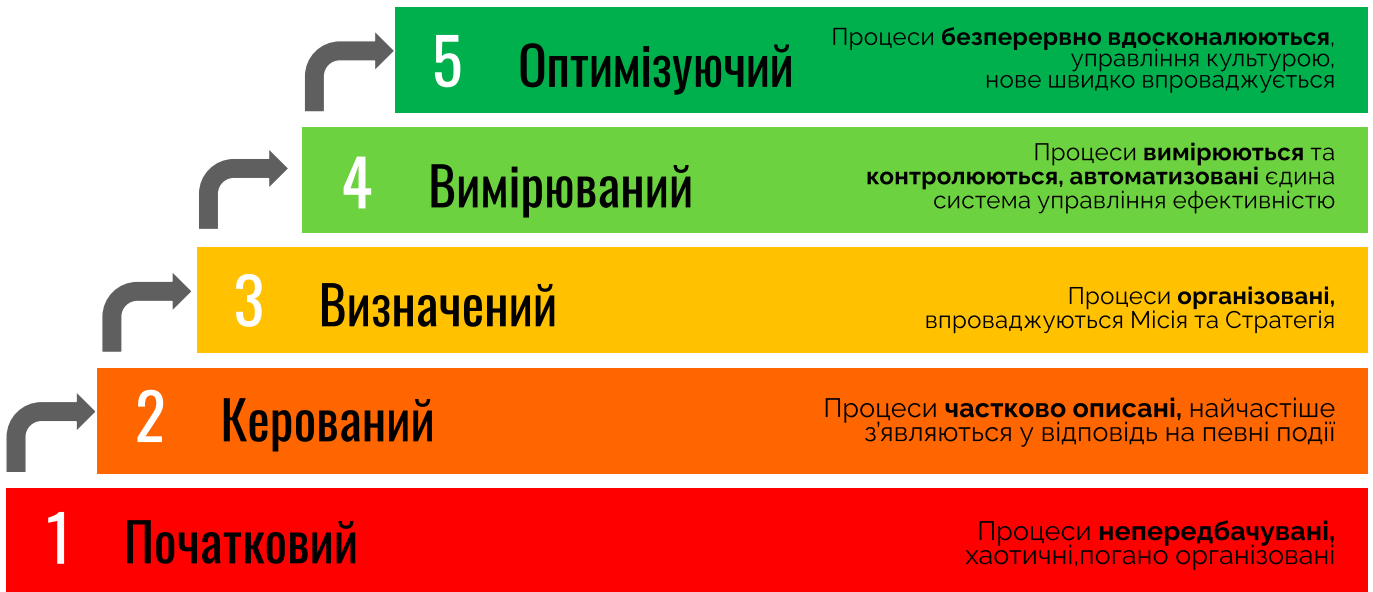 5 Оптимізуючий
Процеси безперервно вдосконалюються,
управління культурою,
нове швидко впроваджується
4 Вимірюваний
Процеси вимірюються та
контролюються, автоматизовані єдина
система управління ефективністю
3 Визначений
Процеси організовані,
впроваджуються Місія та Стратегія
2 Керований
Процеси частково описані, найчастіше
з’являються у відповідь на певні події
1 Початковий
Процеси непередбачувані,
хаотичні,погано організовані